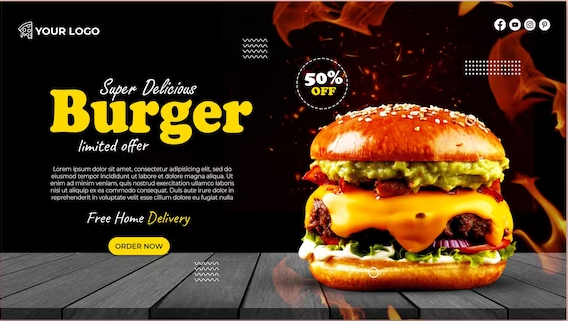 YOUR LOGO
50%
OFF
Super Delicious
Burger
limited offer
Lorem ipsum dolor sit amet, consectetur adipisicing elit, sed do
eiusmod tempor incididunt ut labore et dolore magna aliqua. Ut
enim ad minim veniam, quis nostrud exercitation ullamco laboris
nisi ut aliquip ex ea commodo consequat. Duis aute irure dolor in
reprehenderit in voluptate velit esse cillum dolore eu fugiat nulla
Free Home Delivery
ORDER NOW